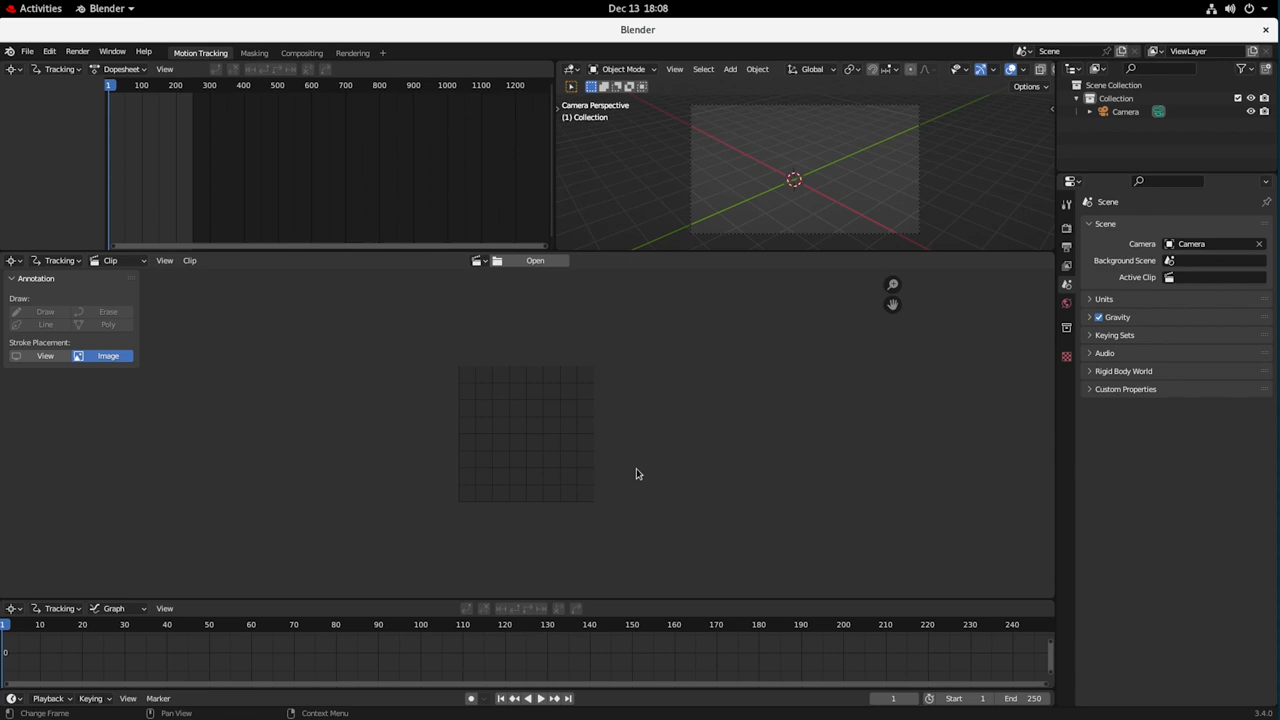 Activities Blender Dec 13 18:08
Blender
File Edit Render Window Help Motion Tracking Masking Compositing Rendering + Scene ViewLayer
Tracking Dopesheet View
Object Mode View Select Add Object Global
Scene Collection
1 100 200 300 400 500 600 700 800 900 1000 1100 1200
Options
Collection
Camera Perspective
(1) Collection
Camera
Scene
Scene
Camera Camera
Tracking Clip View Clip Open
Background Scene
Annotation
Active Clip
Draw:
Units
Draw Erase
Gravity
Line Poly
Keying Sets
Stroke Placement:
Audio
View Image
Rigid Body World
Custom Properties
Tracking Graph View
1 10 20 30 40 50 60 70 80 90 100 110 120 130 140 150 160 170 180 190 200 210 220 230 240
0
Playback Keying View Marker 1 Start 1 End 250
Change Frame Pan View Context Menu 3.4.0